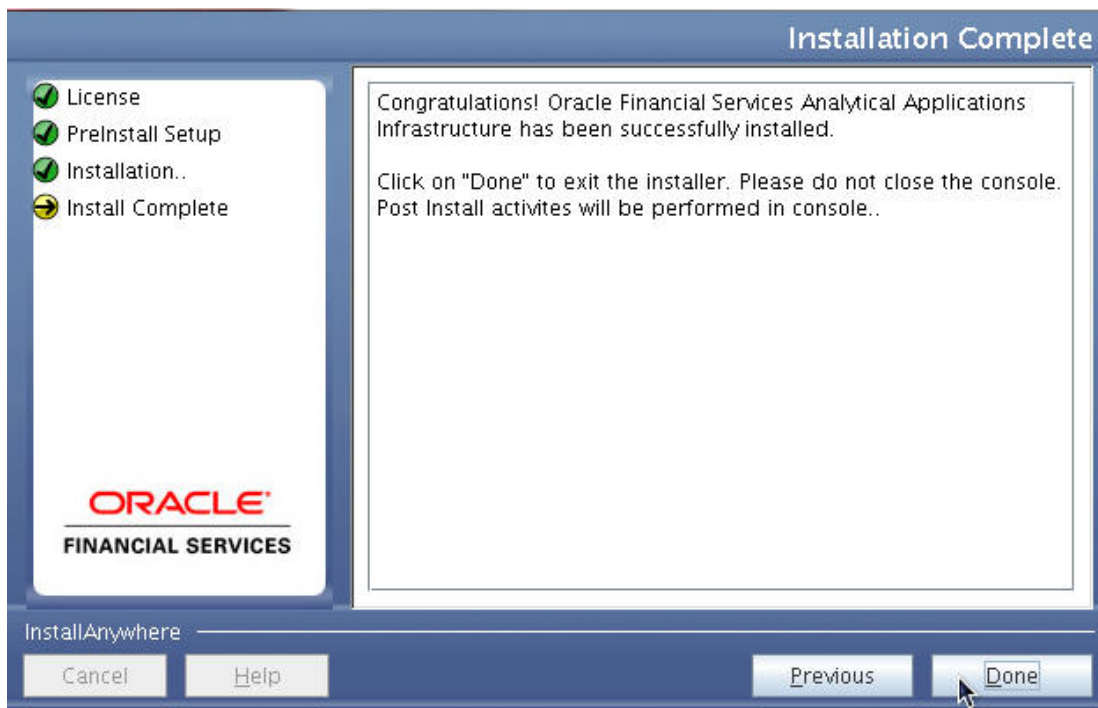 Installation Complete
License
PreInstall Setup
Installation..
Install Complete
Congratulations! Oracle Financial Services Analytical Applications
Infrastructure has been successfully installed.
Click on "Done" to exit the installer. Please do not close the console.
Post Install activites will be performed in console..
ORACLE
FINANCIAL SERVICES
InstallAnywhere
Cancel
Help
Previous
Done